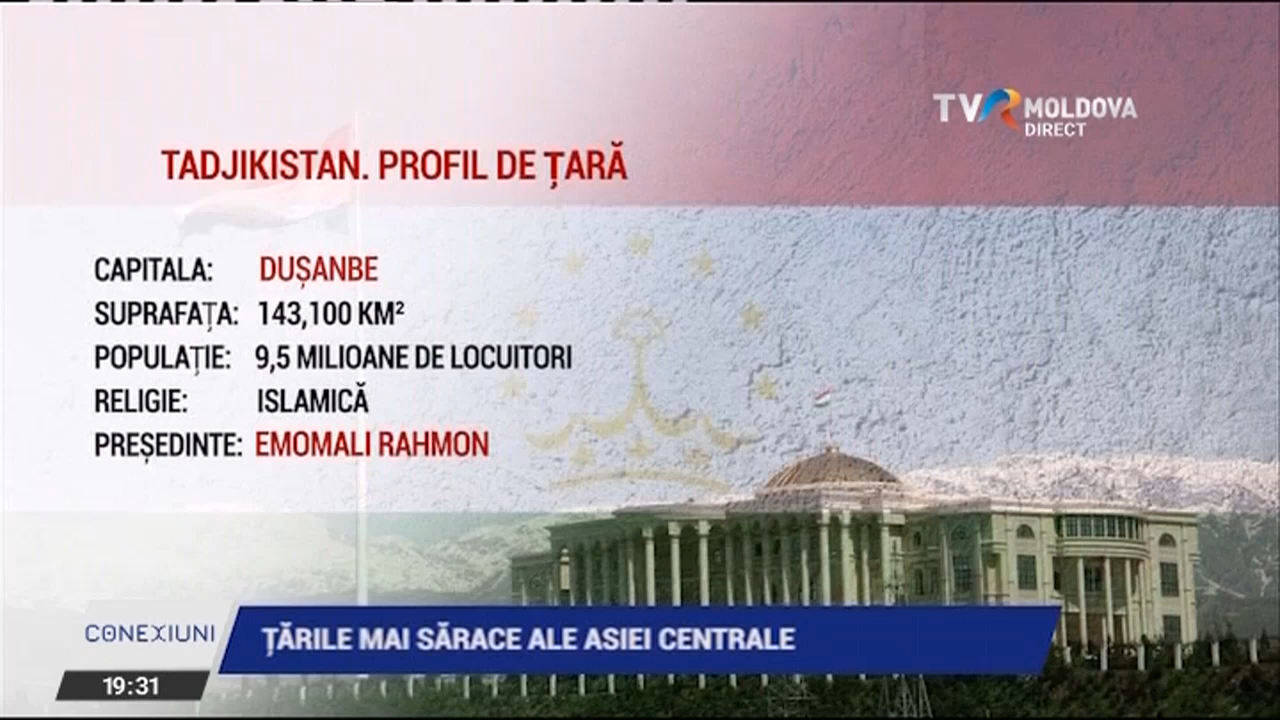 TVR MOLDOVA
DIRECT
TADJIKISTAN. PROFIL DE ȚARĂ
CAPITALA: DUȘANBE
SUPRAFAȚA: 143,100 KM²
POPULAȚIE: 9,5 MILIOANE DE LOCUITORI
RELIGIE: ISLAMICĂ
PREȘEDINTE: EMOMALI RAHMON
CONEXIUNI
ȚĂRILE MAI SĂRACE ALE ASIEI CENTRALE
19:31